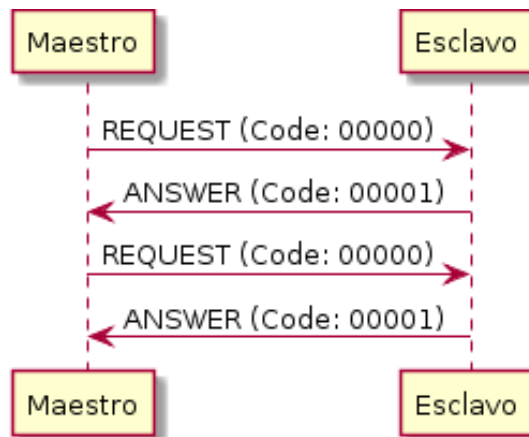 Maestro
Esclavo
REQUEST (Code: 00000)
ANSWER (Code: 00001)
REQUEST (Code: 00000)
ANSWER (Code: 00001)
Maestro
Esclavo